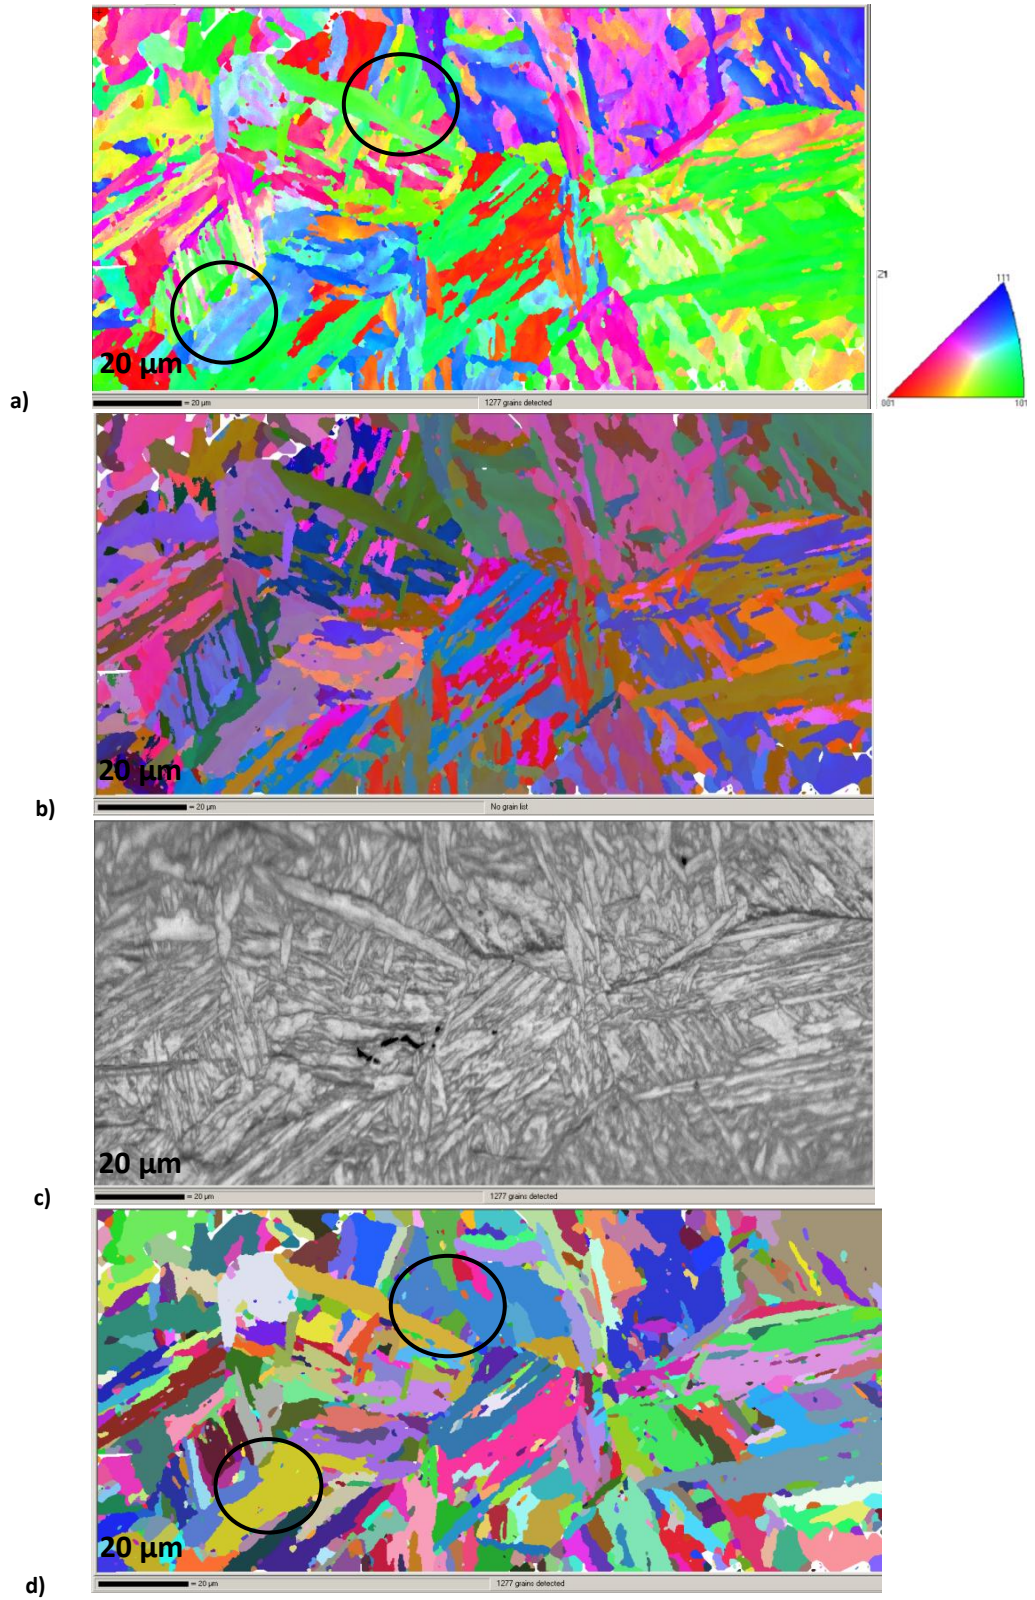 20 µm
a)
= 20 µm
1277 grains detected
111
001
101
20 µm
b)
= 20 µm
No grain list
20 µm
c)
= 20 µm
1277 grains detected
20 µm
d)
= 20 µm
1277 grains detected